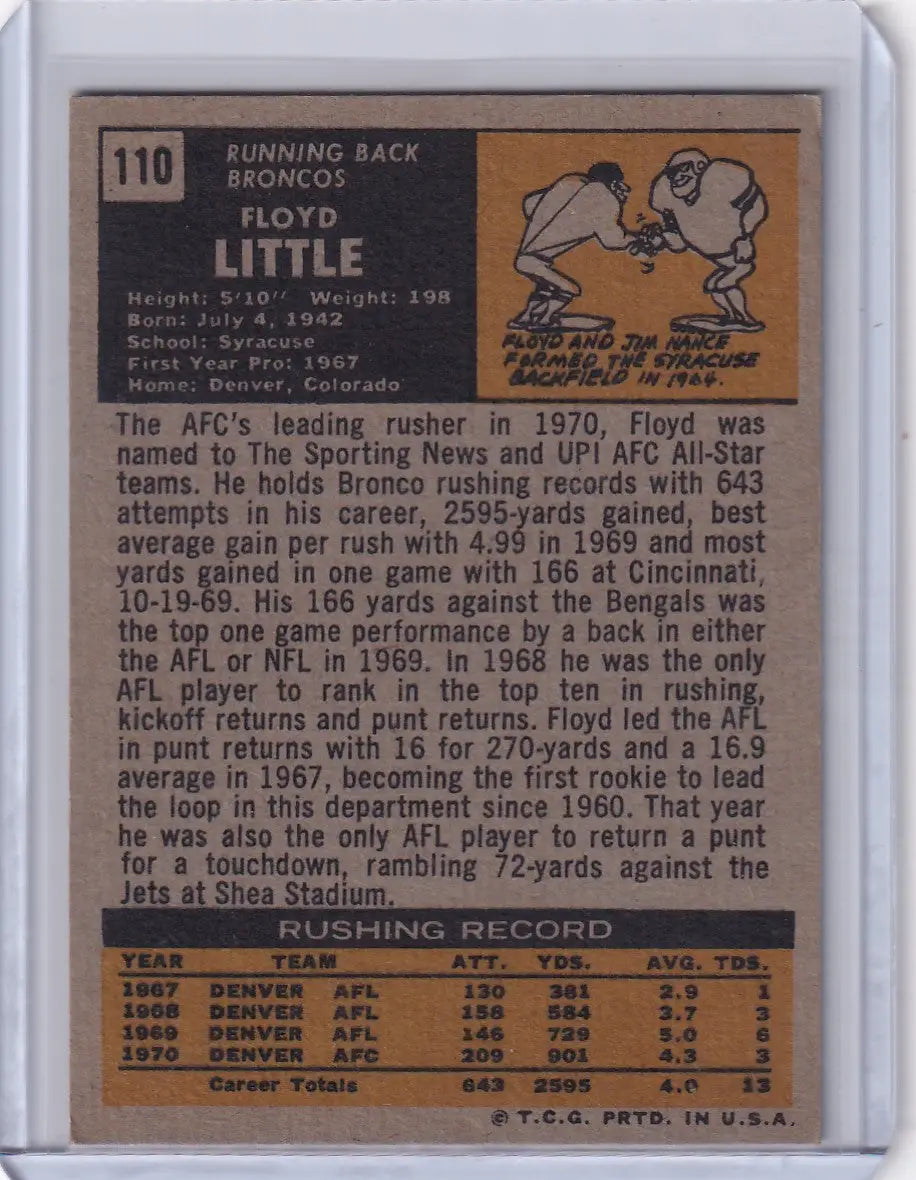 110
RUNNING BACK
BRONCOS
FLOYD
LITTLE
Height: 5'10" Weight: 198
Born: July 4, 1942
School: Syracuse
First Year Pro: 1967
Home: Denver, Colorado
FLOYD AND JIM NANCE
FORMED THE SYRACUSE
BACKFIELD IN 1964.
The AFC's leading rusher in 1970, Floyd was
named to The Sporting News and UPI AFC All-Star
teams. He holds Bronco rushing records with 643
attempts in his career, 2595-yards gained, best
average gain per rush with 4.99 in 1969 and most
yards gained in one game with 166 at Cincinnati,
10-19-69. His 166 yards against the Bengals was
the top one game performance by a back in either
the AFL or NFL in 1969. In 1968 he was the only
AFL player to rank in the top ten in rushing,
kickoff returns and punt returns. Floyd led the AFL
in punt returns with 16 for 270-yards and a 16.9
average in 1967, becoming the first rookie to lead
the loop in this department since 1960. That year
he was also the only AFL player to return a punt
for a touchdown, rambling 72-yards against the
Jets at Shea Stadium.
RUSHING RECORD
YEAR TEAM ATT. YDS. AVG. TDS.
1967 DENVER AFL 130 381 2.9 1
1968 DENVER AFL 158 584 3.7 3
1969 DENVER AFL 146 729 5.0 6
1970 DENVER AFC 209 901 4.3 3
Career Totals 643 2595 4.0 13
© T.C.G. PRTD. IN U.S.A.